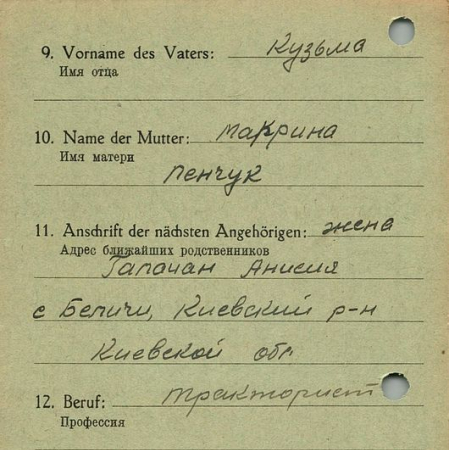 9. Vorname des Vaters: Кузьма
Имя отца
10. Name der Mutter: Макрина
Имя матери
Пенчук
11. Anschrift der nächsten Angehörigen: жена
Адрес ближайших родственников
Анисия
с Беличи, Киевский р-н
Киевской обл
12. Beruf: тракторист
Профессия